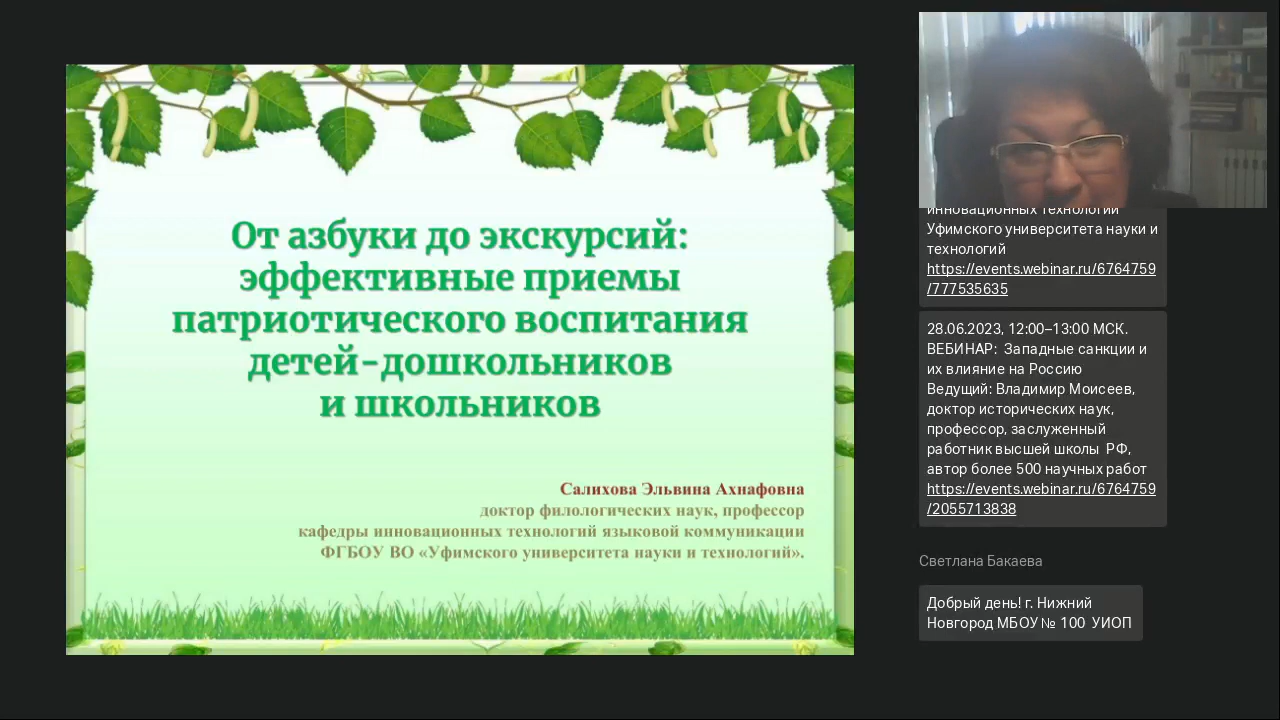 От азбуки до экскурсий:
эффективные приемы
патриотического воспитания
детей-дошкольников
и школьников
Салихова Эльвина Ахнафовна
доктор филологических наук, профессор
кафедры инновационных технологий языковой коммуникации
ФГБОУ ВО «Уфимского университета науки и технологий».
инновационных технологий
Уфимского университета науки и
технологий
https://events.webinar.ru/6764759
/777535635
28.06.2023, 12:00–13:00 МСК.
ВЕБИНАР: Западные санкции и
их влияние на Россию
Ведущий: Владимир Моисеев,
доктор исторических наук,
профессор, заслуженный
работник высшей школы РФ,
автор более 500 научных работ
https://events.webinar.ru/6764759
/2055713838
Светлана Бакаева
Добрый день! г. Нижний
Новгород МБОУ № 100 УИОП